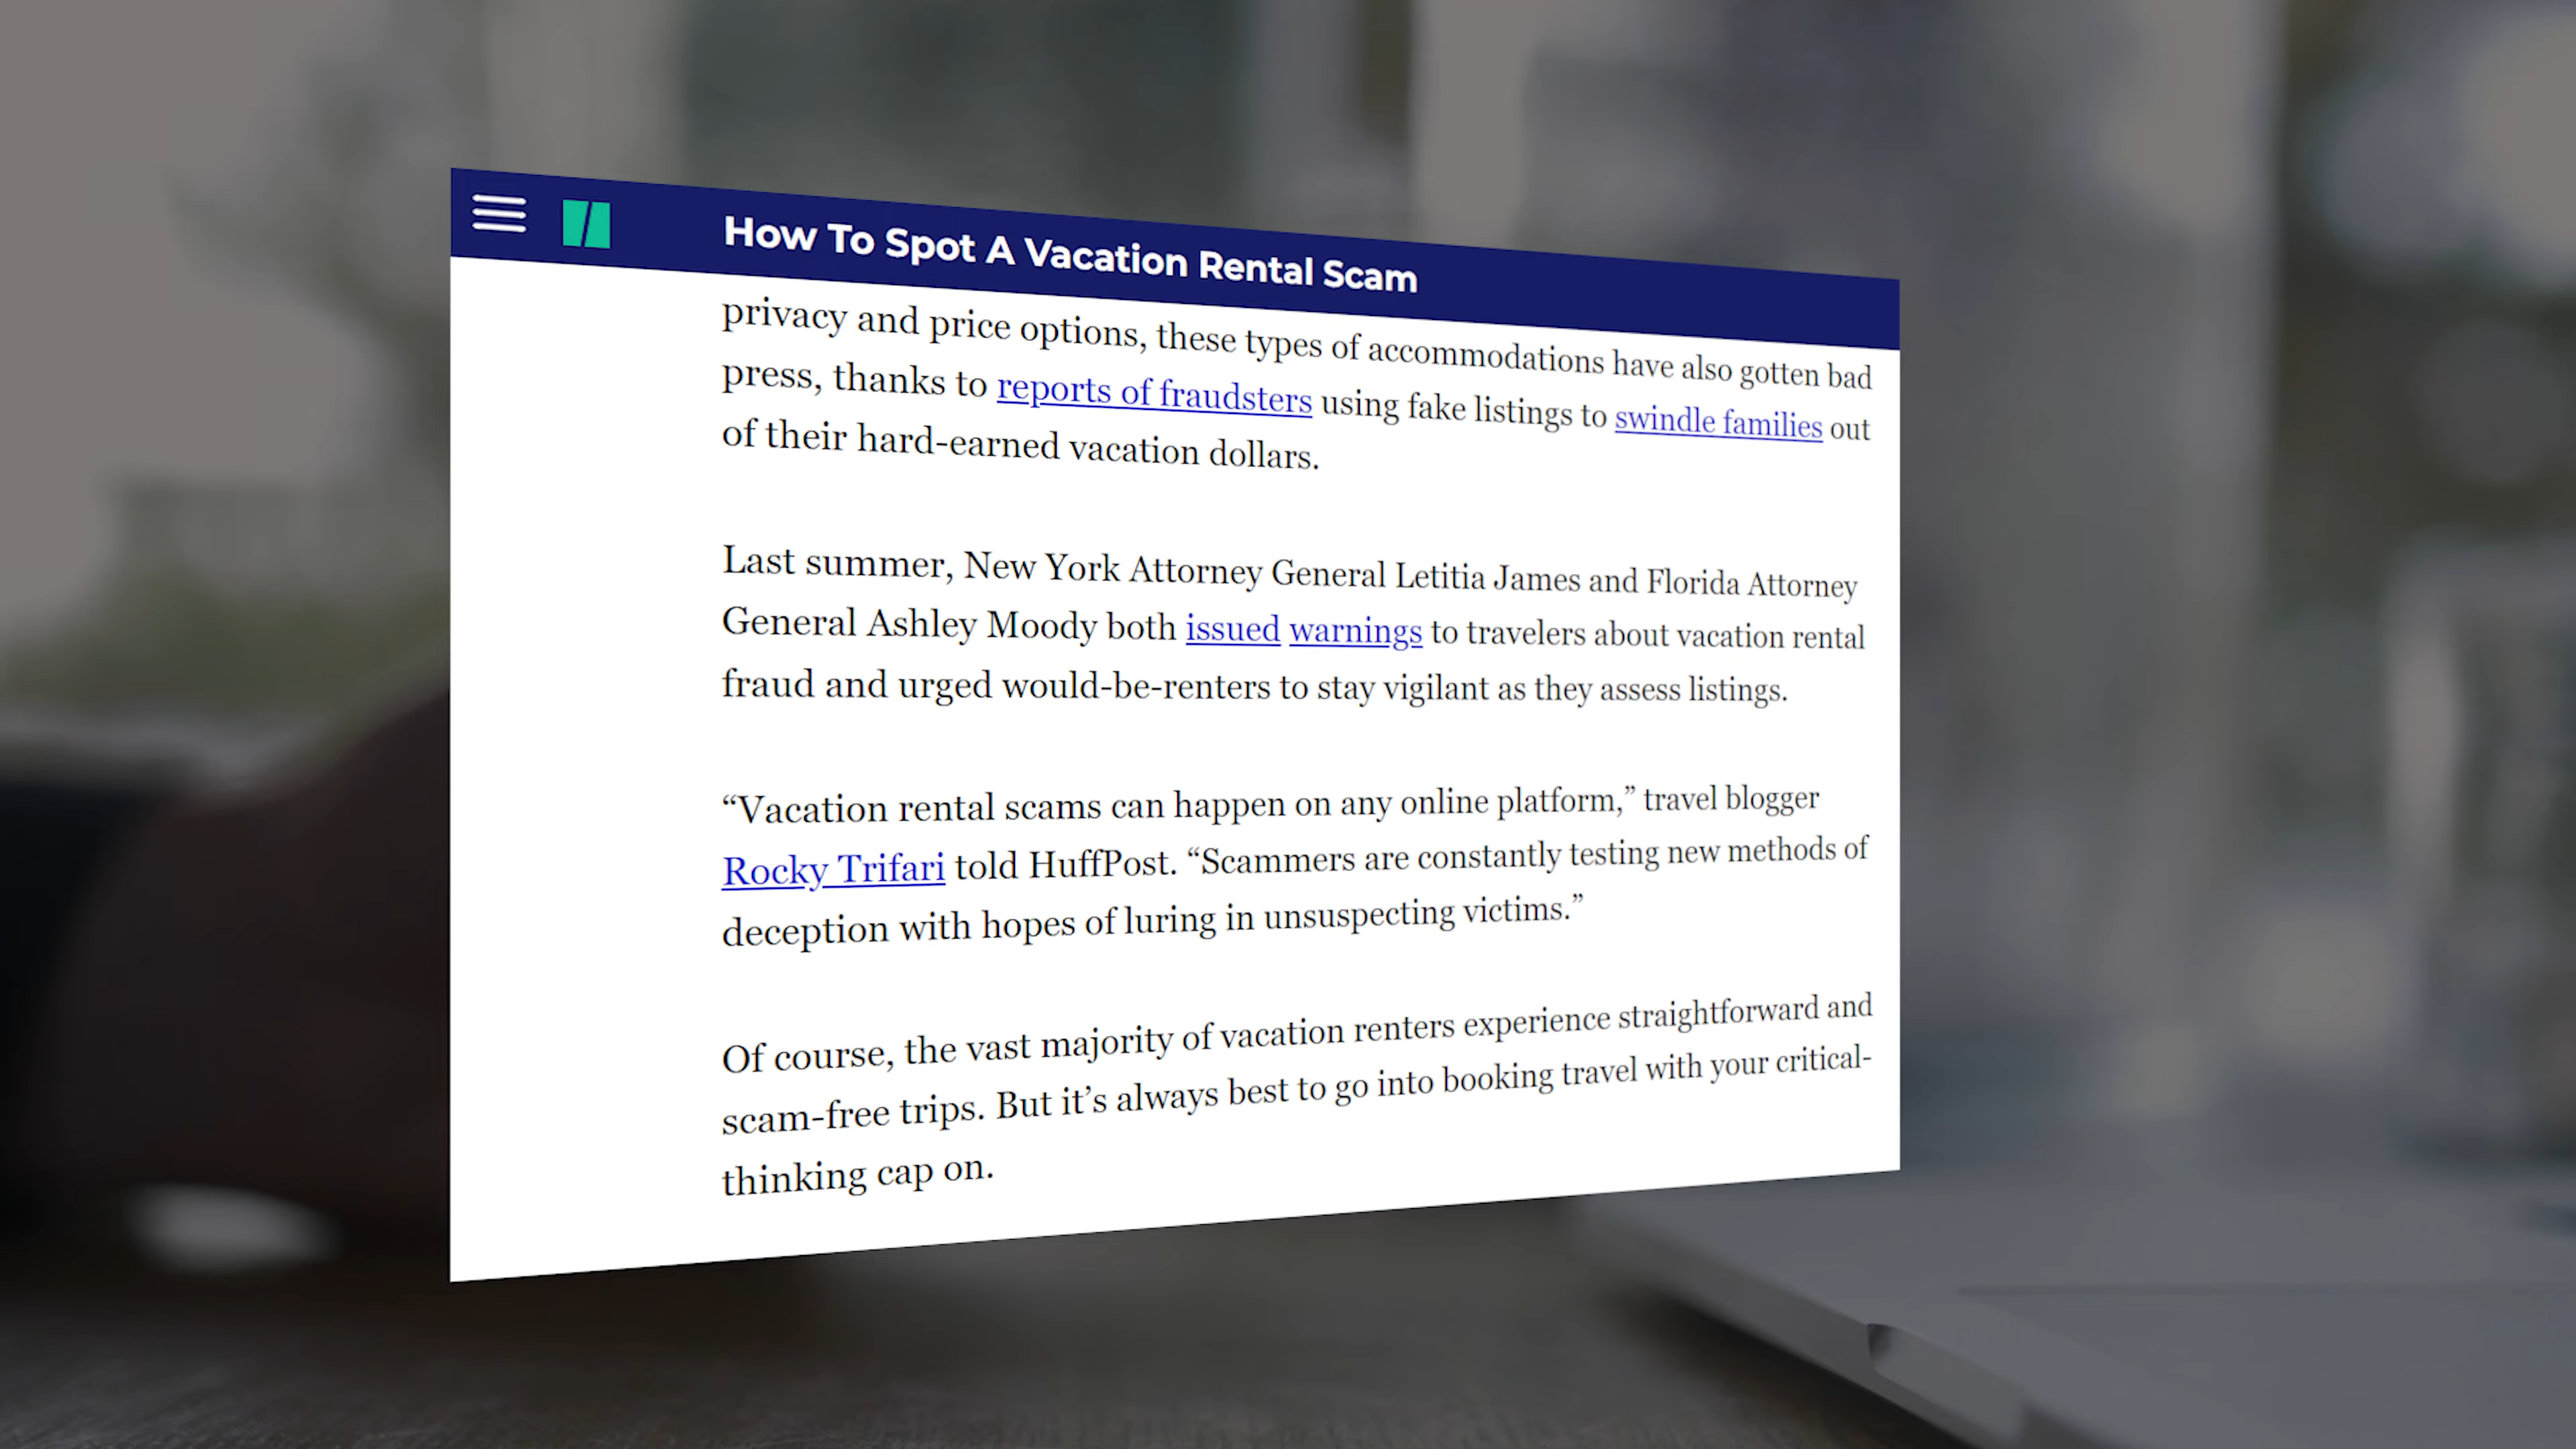 How To Spot A Vacation Rental Scam
privacy and price options, these types of accommodations have also gotten bad
press, thanks to reports of fraudsters using fake listings to swindle families out
of their hard-earned vacation dollars.
Last summer, New York Attorney General Letitia James and Florida Attorney
General Ashley Moody both issued warnings to travelers about vacation rental
fraud and urged would-be-renters to stay vigilant as they assess listings.
“Vacation rental scams can happen on any online platform,” travel blogger
Rocky Trifari told HuffPost. “Scammers are constantly testing new methods of
deception with hopes of luring in unsuspecting victims.”
Of course, the vast majority of vacation renters experience straightforward and
scam-free trips. But it’s always best to go into booking travel with your critical-
thinking cap on.